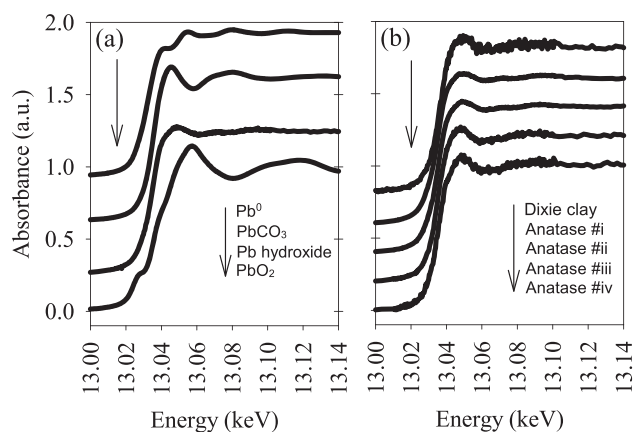 (a)
(b)
Absorbance (a.u.)
2.0
1.5
1.0
0.5
0.0
Pb⁰
PbCO₃
Pb hydroxide
PbO₂
Dixie clay
Anatase #i
Anatase #ii
Anatase #iii
Anatase #iv
13.00
13.02
13.04
13.06
13.08
13.10
13.12
13.14
13.00
13.02
13.04
13.06
13.08
13.10
13.12
13.14
Energy (keV)
Energy (keV)